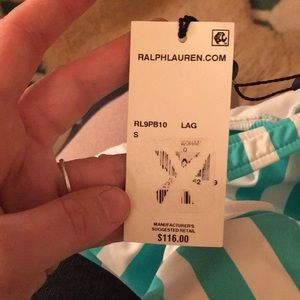 RALPHLAUREN.COM
RL9PB10 LAG
S
MANUFACTURER'S
SUGGESTED RETAIL
$116.00